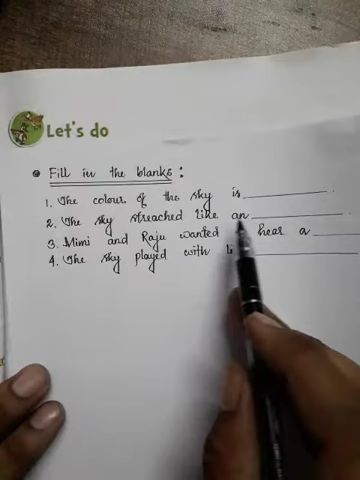 Let's do
Fill in the blanks :
1. The colour of the sky is
2. The sky streached like an
3. Mimi and Raju wanted hear a
4. The sky played with